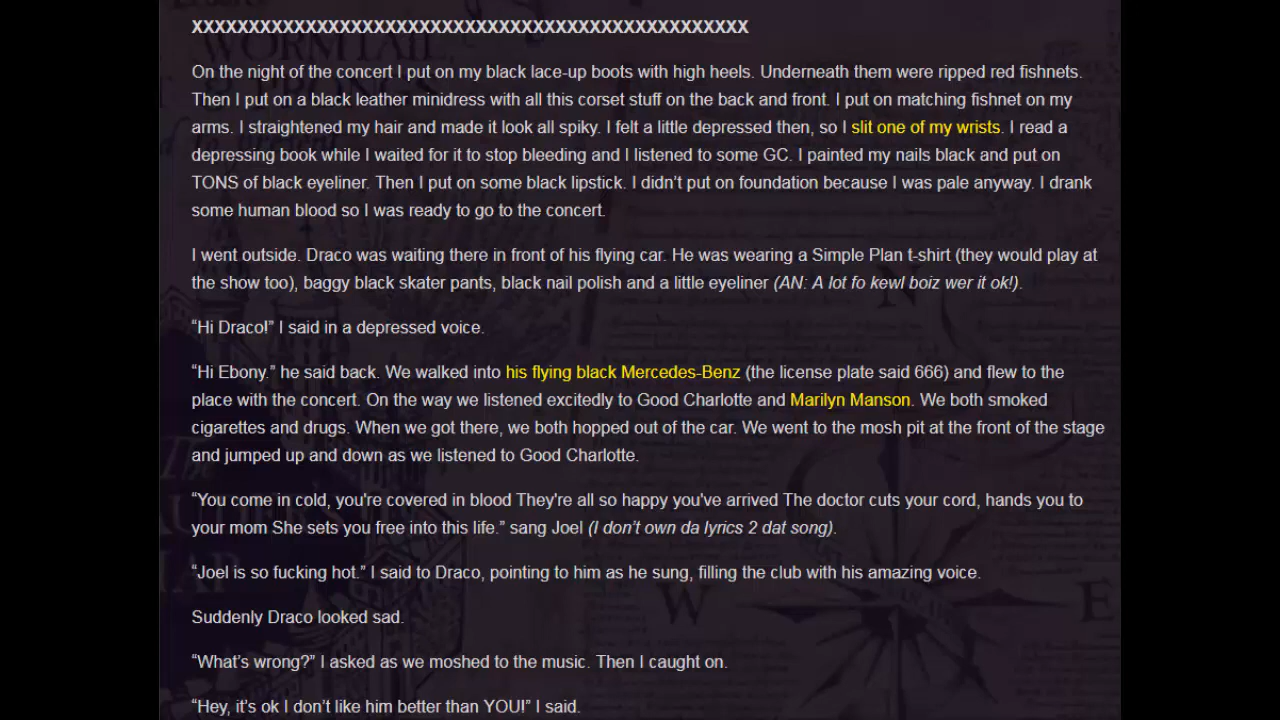 XXXXXXXXXXXXXXXXXXXXXXXXXXXXXXXXXXXXXXXXXXXXXXXXX
On the night of the concert I put on my black lace-up boots with high heels. Underneath them were ripped red fishnets.
Then I put on a black leather minidress with all this corset stuff on the back and front. I put on matching fishnet on my
arms. I straightened my hair and made it look all spiky. I felt a little depressed then, so I slit one of my wrists. I read a
depressing book while I waited for it to stop bleeding and I listened to some GC. I painted my nails black and put on
TONS of black eyeliner. Then I put on some black lipstick. I didn’t put on foundation because I was pale anyway. I drank
some human blood so I was ready to go to the concert.
I went outside. Draco was waiting there in front of his flying car. He was wearing a Simple Plan t-shirt (they would play at
the show too), baggy black skater pants, black nail polish and a little eyeliner (AN: A lot fo kewl boiz wer it ok!).
“Hi Draco!” I said in a depressed voice.
“Hi Ebony.” he said back. We walked into his flying black Mercedes-Benz (the license plate said 666) and flew to the
place with the concert. On the way we listened excitedly to Good Charlotte and Marilyn Manson. We both smoked
cigarettes and drugs. When we got there, we both hopped out of the car. We went to the mosh pit at the front of the stage
and jumped up and down as we listened to Good Charlotte.
“You come in cold, you're covered in blood They're all so happy you've arrived The doctor cuts your cord, hands you to
your mom She sets you free into this life.” sang Joel (I don’t own da lyrics 2 dat song).
“Joel is so fucking hot.” I said to Draco, pointing to him as he sung, filling the club with his amazing voice.
Suddenly Draco looked sad.
“What’s wrong?” I asked as we moshed to the music. Then I caught on.
“Hey, it’s ok I don’t like him better than YOU!” I said.
WORMTAIL
W
E
N